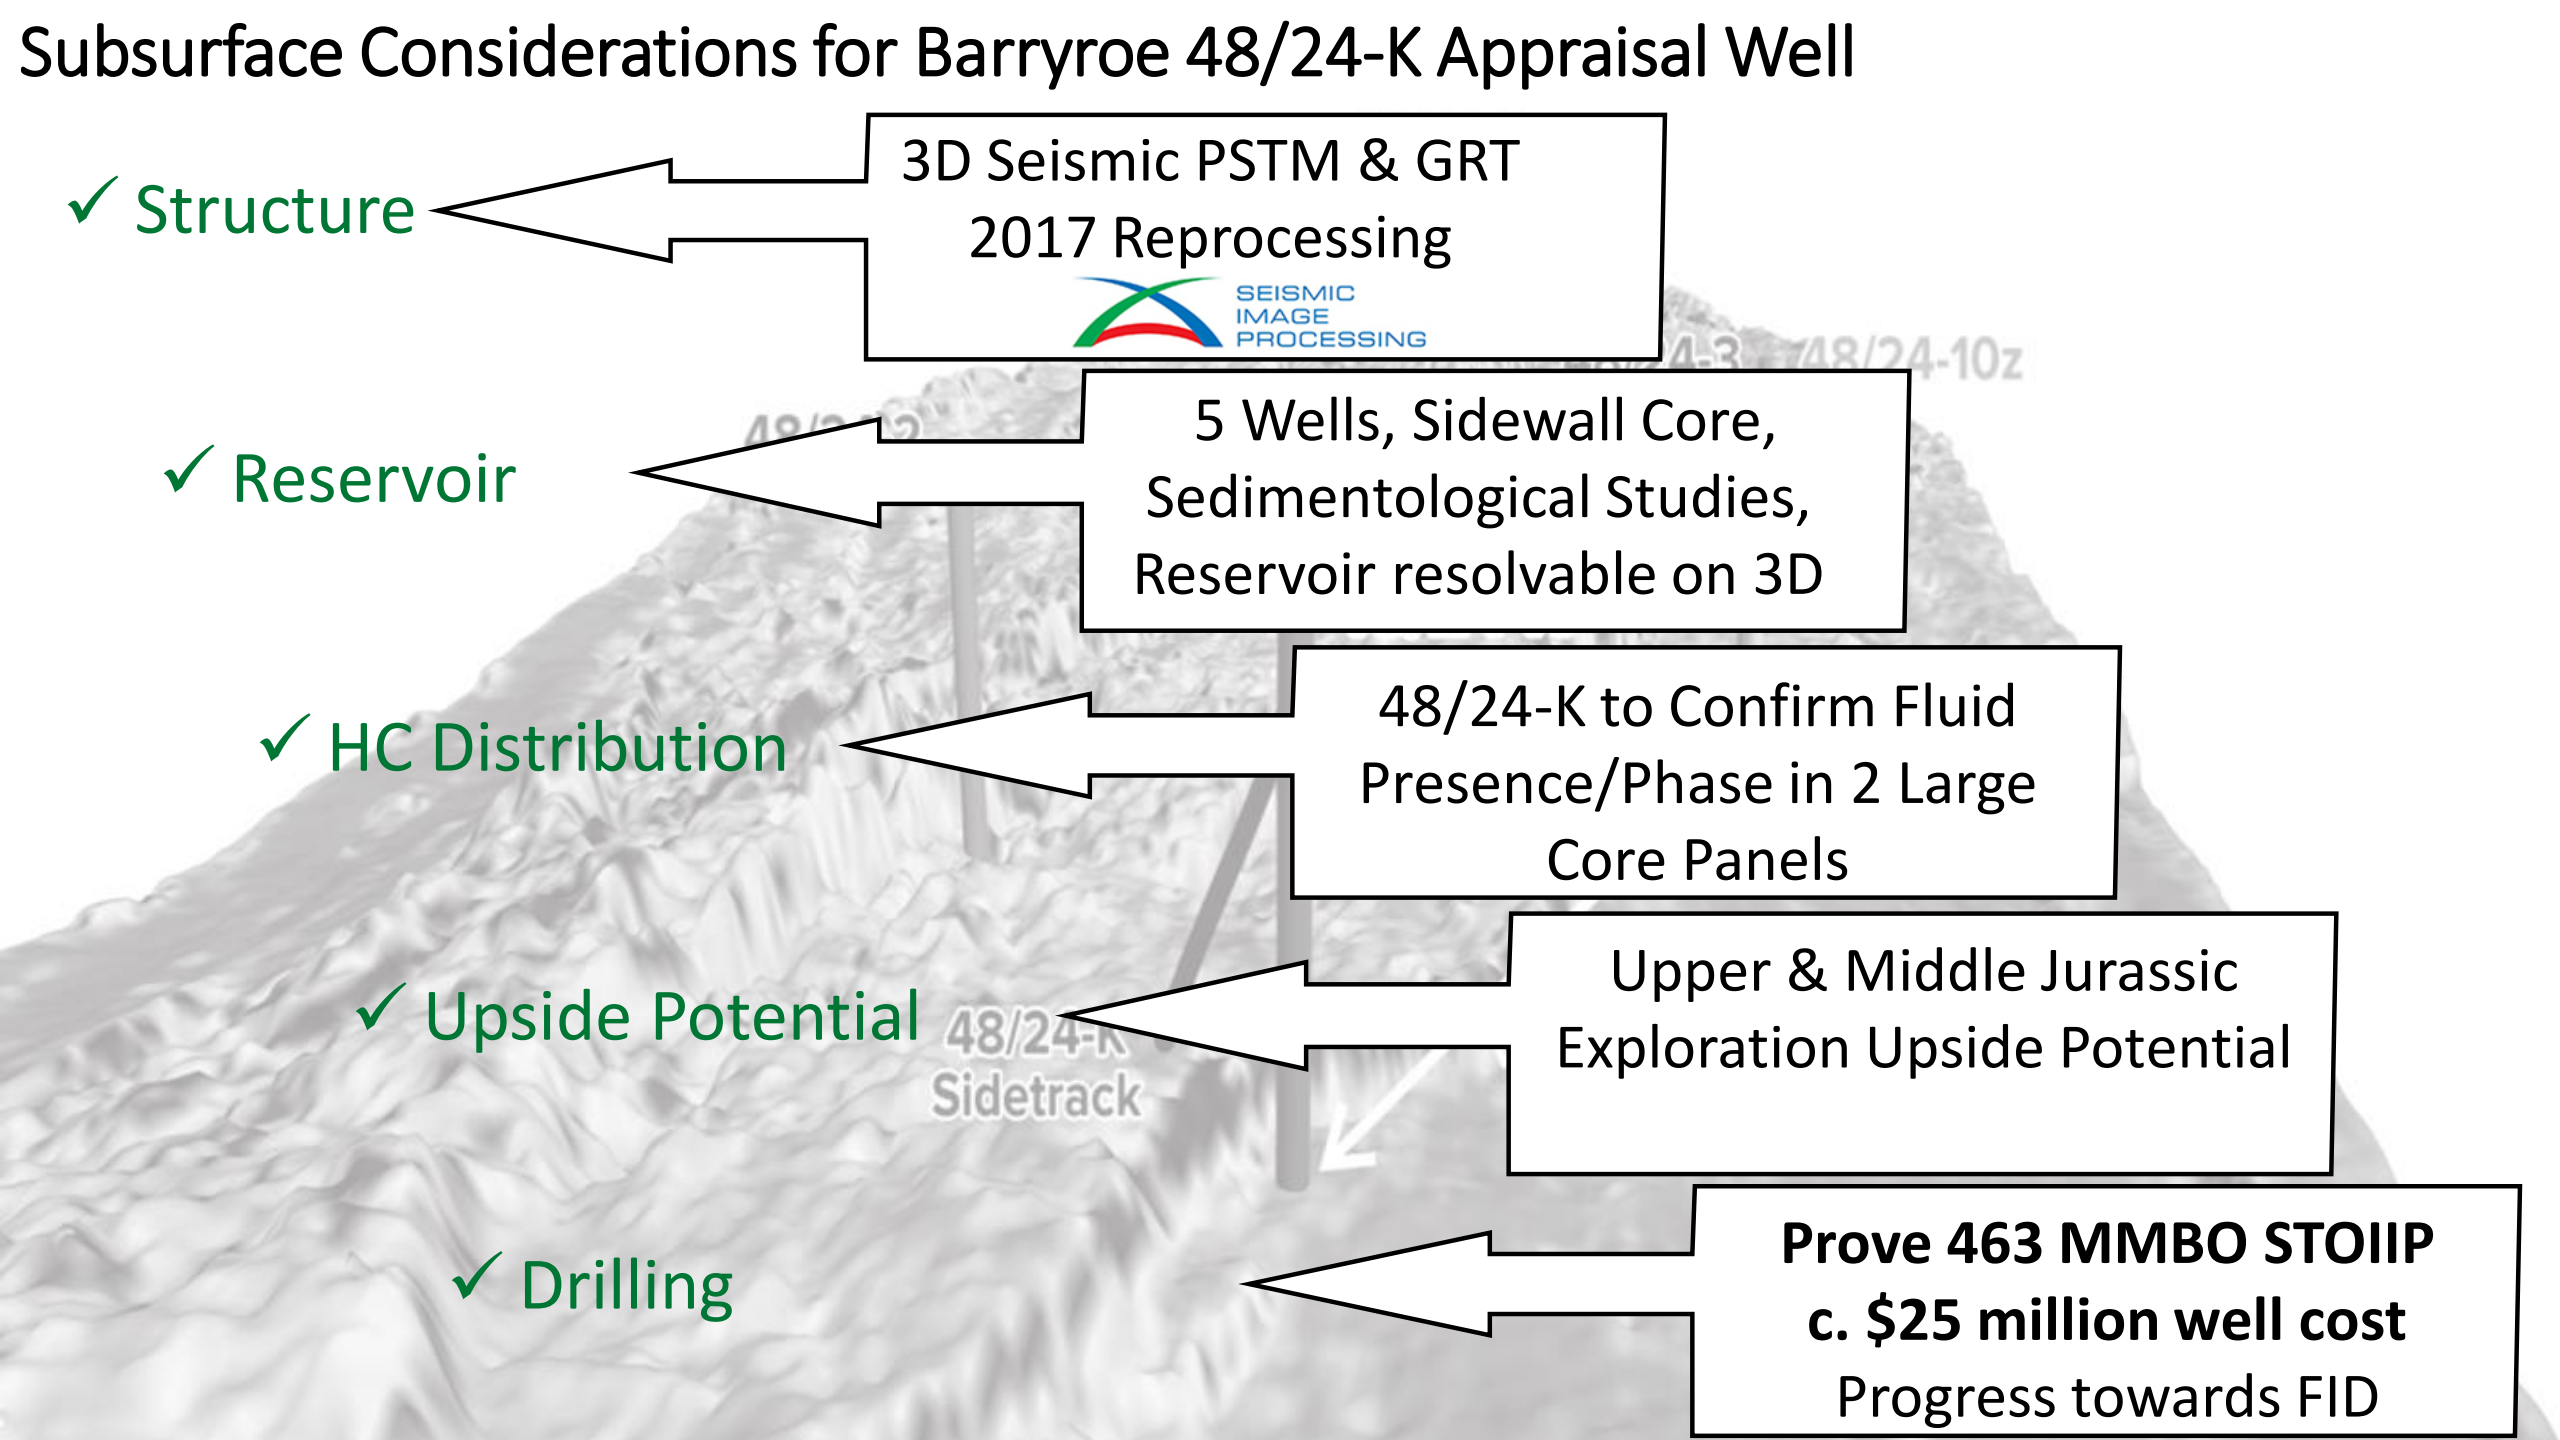 Subsurface Considerations for Barryroe 48/24-K Appraisal Well
✓ Structure
3D Seismic PSTM & GRT
2017 Reprocessing
SEISMIC
IMAGE
PROCESSING
48/24-10z
✓ Reservoir
5 Wells, Sidewall Core,
Sedimentological Studies,
Reservoir resolvable on 3D
✓ HC Distribution
48/24-K to Confirm Fluid
Presence/Phase in 2 Large
Core Panels
✓ Upside Potential
Upper & Middle Jurassic
Exploration Upside Potential
48/24-K
Sidetrack
✓ Drilling
Prove 463 MMBO STOIIP
c. $25 million well cost
Progress towards FID